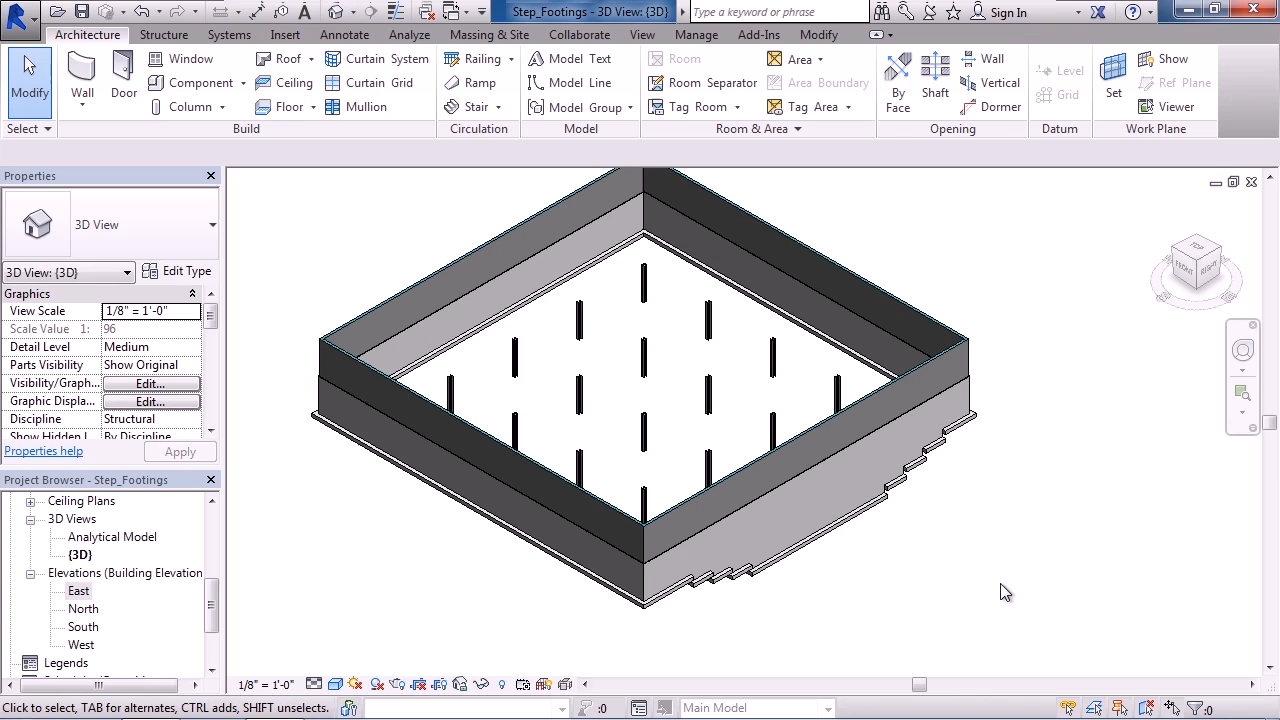 Step_Footings - 3D View: {3D}
Type a keyword or phrase
Sign In
Architecture Structure Systems Insert Annotate Analyze Massing & Site Collaborate View Manage Add-Ins Modify
Modify
Wall
Door
Window
Component
Column
Roof
Ceiling
Floor
Curtain System
Curtain Grid
Mullion
Railing
Ramp
Stair
Model Text
Model Line
Model Group
Room
Room Separator
Tag Room
Area
Area Boundary
Tag Area
By
Face
Shaft
Wall
Vertical
Dormer
Level
Grid
Set
Show
Ref Plane
Viewer
Select Build Circulation Model Room & Area Opening Datum Work Plane
Properties
3D View
3D View: {3D} Edit Type
Graphics
View Scale 1/8" = 1'-0"
Scale Value 1: 96
Detail Level Medium
Parts Visibility Show Original
Visibility/Graph... Edit...
Graphic Displa... Edit...
Discipline Structural
Show Hidden L By Discipline
Properties help Apply
Project Browser - Step_Footings
Ceiling Plans
3D Views
Analytical Model
{3D}
Elevations (Building Elevation
East
North
South
West
Legends
TOP
FRONT
RIGHT
1/8" = 1'-0"
Click to select, TAB for alternates, CTRL adds, SHIFT unselects.
:0
Main Model
:0